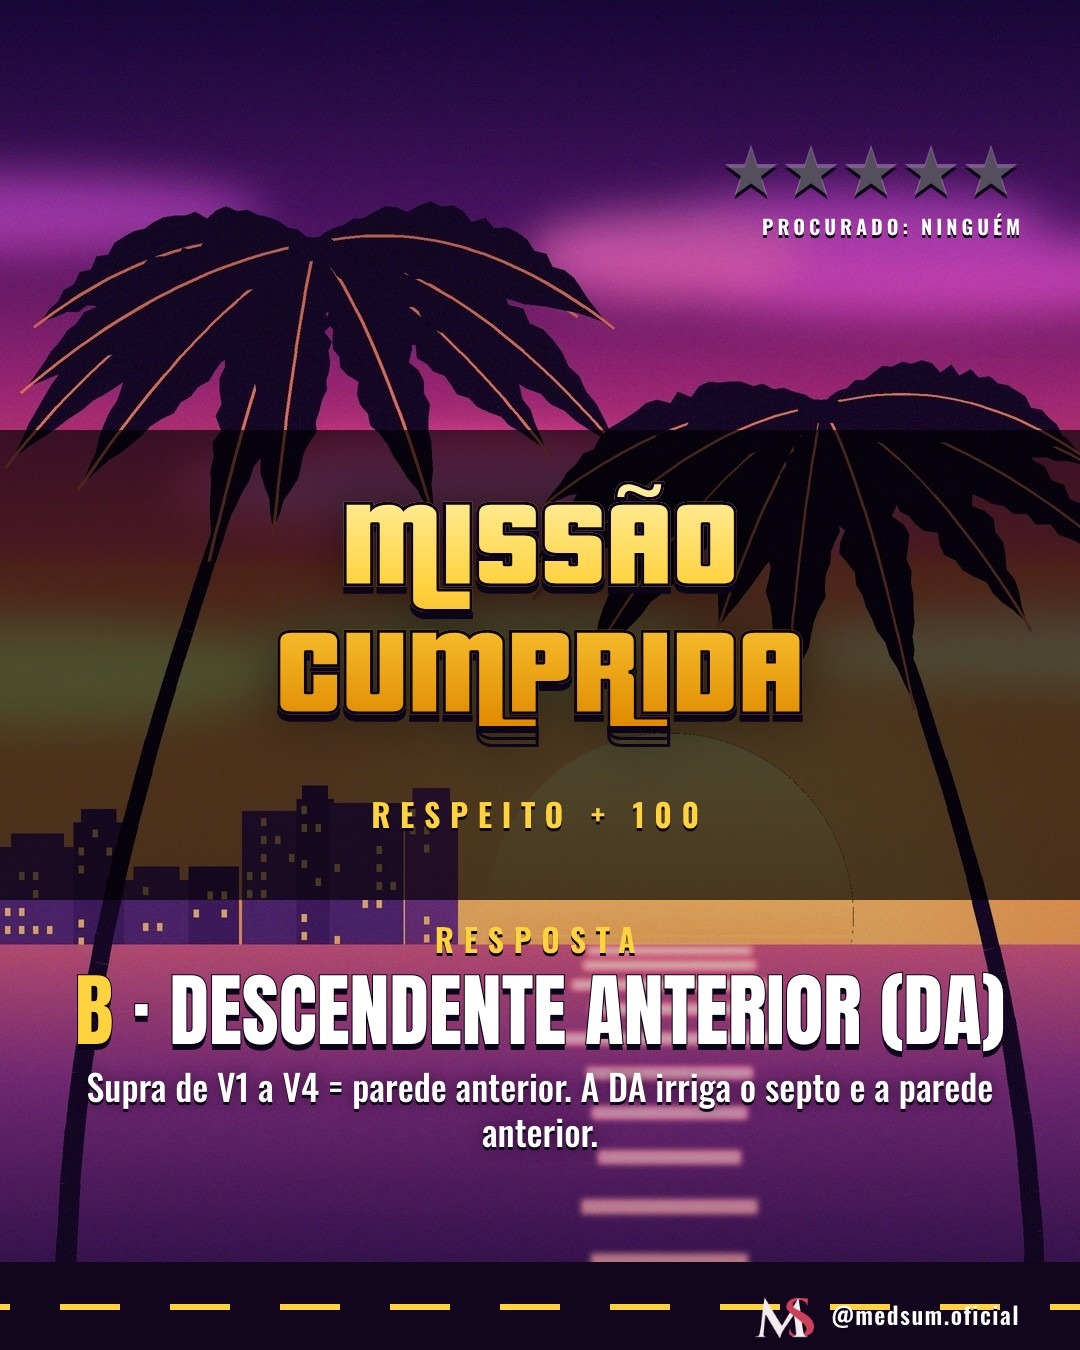 PROCURADO: NINGUÉM
MISSÃO
CUMPRIDA
RESPEITO + 100
RESPOSTA
B · DESCENDENTE ANTERIOR (DA)
Supra de V1 a V4 = parede anterior. A DA irriga o septo e a parede
anterior.
MS @medsum.oficial